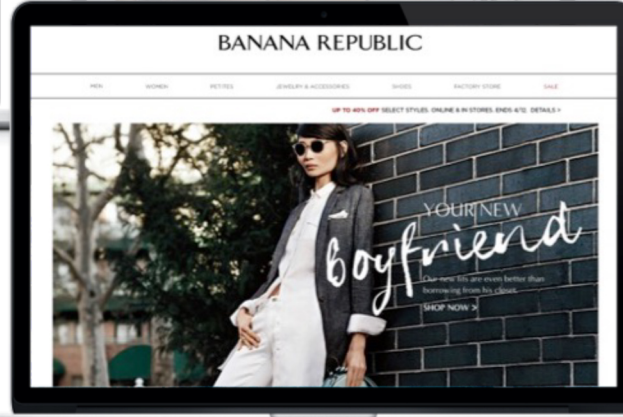 BANANA REPUBLIC
MEN WOMEN PETITES JEWELRY & ACCESSORIES SHOES FACTORY STORE SALE
UP TO 40% OFF SELECT STYLES. ONLINE & IN STORES. ENDS 4/12. DETAILS >
YOUR NEW
boyfriend
Our new fits are even better than
borrowing from his closet.
SHOP NOW >